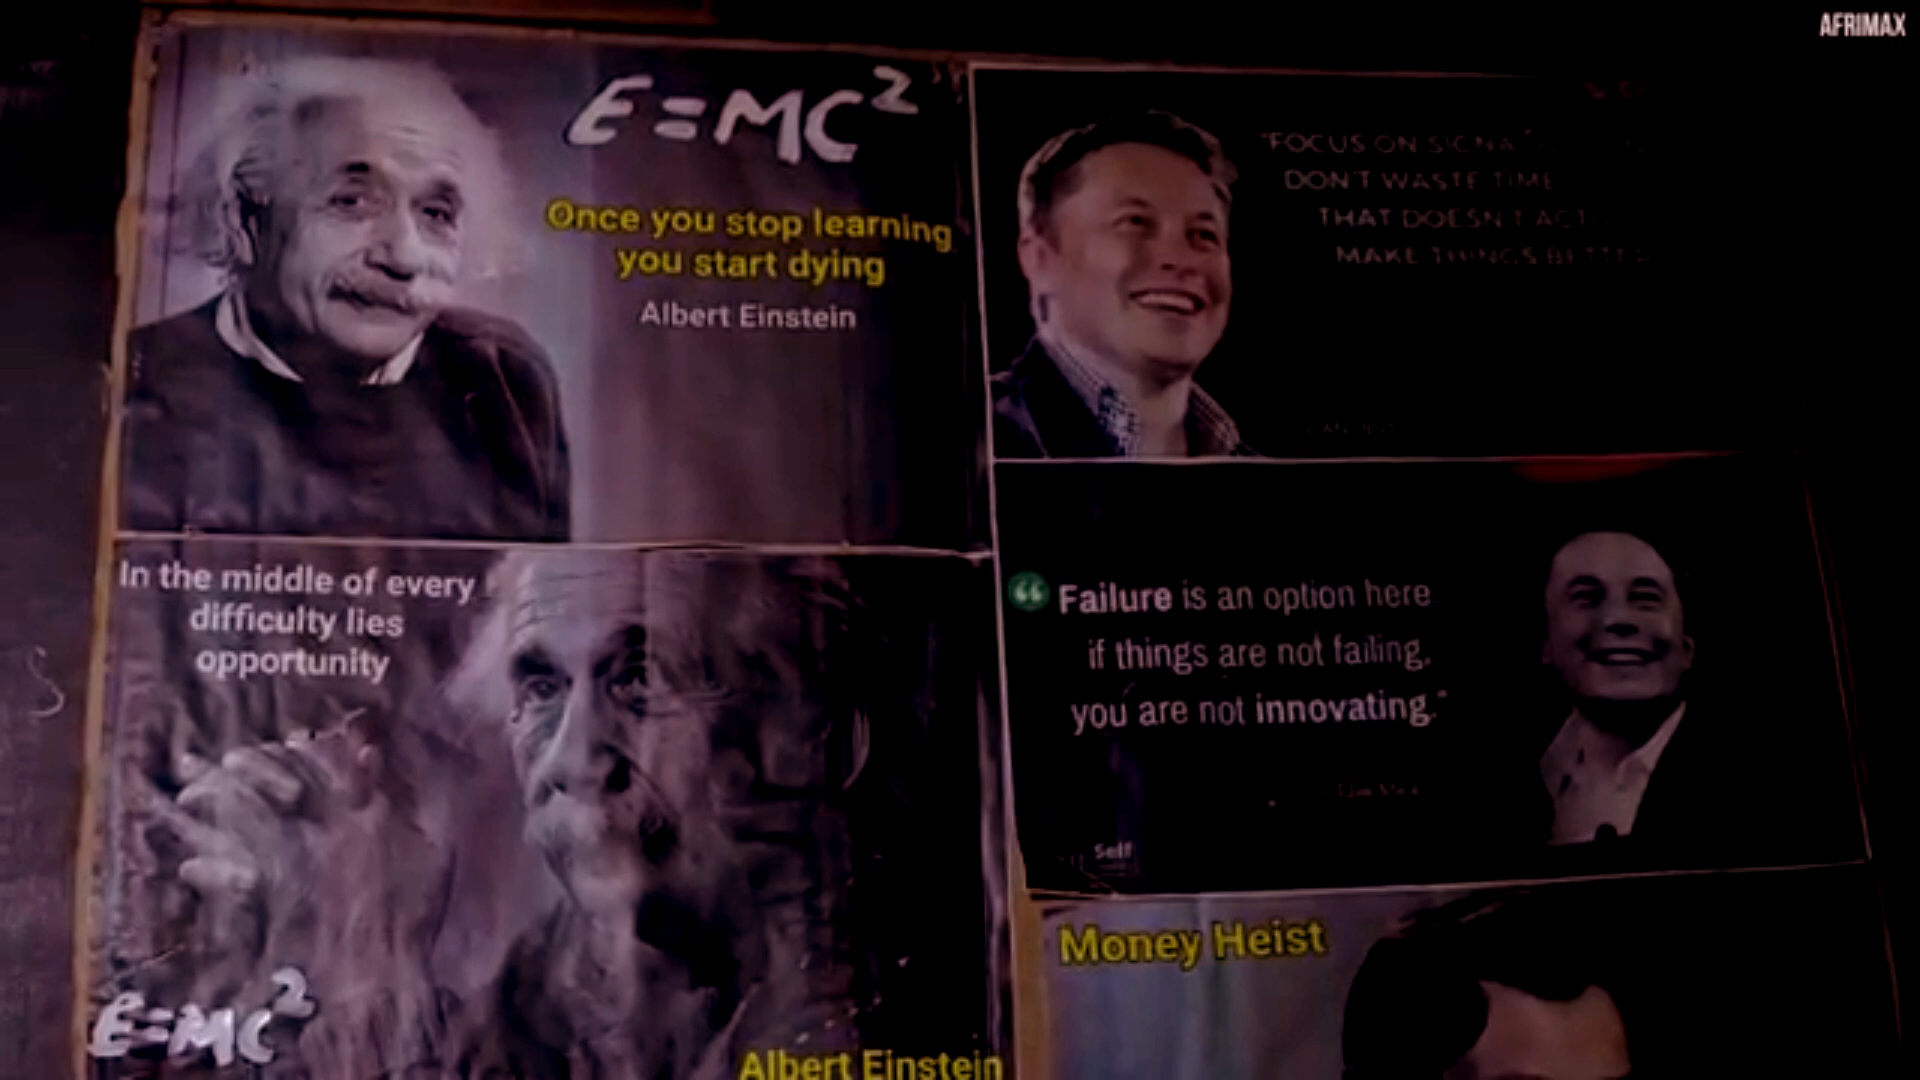 AFRIMAX
E=MC²
Once you stop learning
you start dying
Albert Einstein
"FOCUS ON
DON'T WASTE TIME
THAT DOESN'T
MAKE THINGS BETTER
In the middle of every
difficulty lies
opportunity
E=MC²
Albert Einstein
“ Failure is an option here
if things are not failing,
you are not innovating."
Self
Money Heist